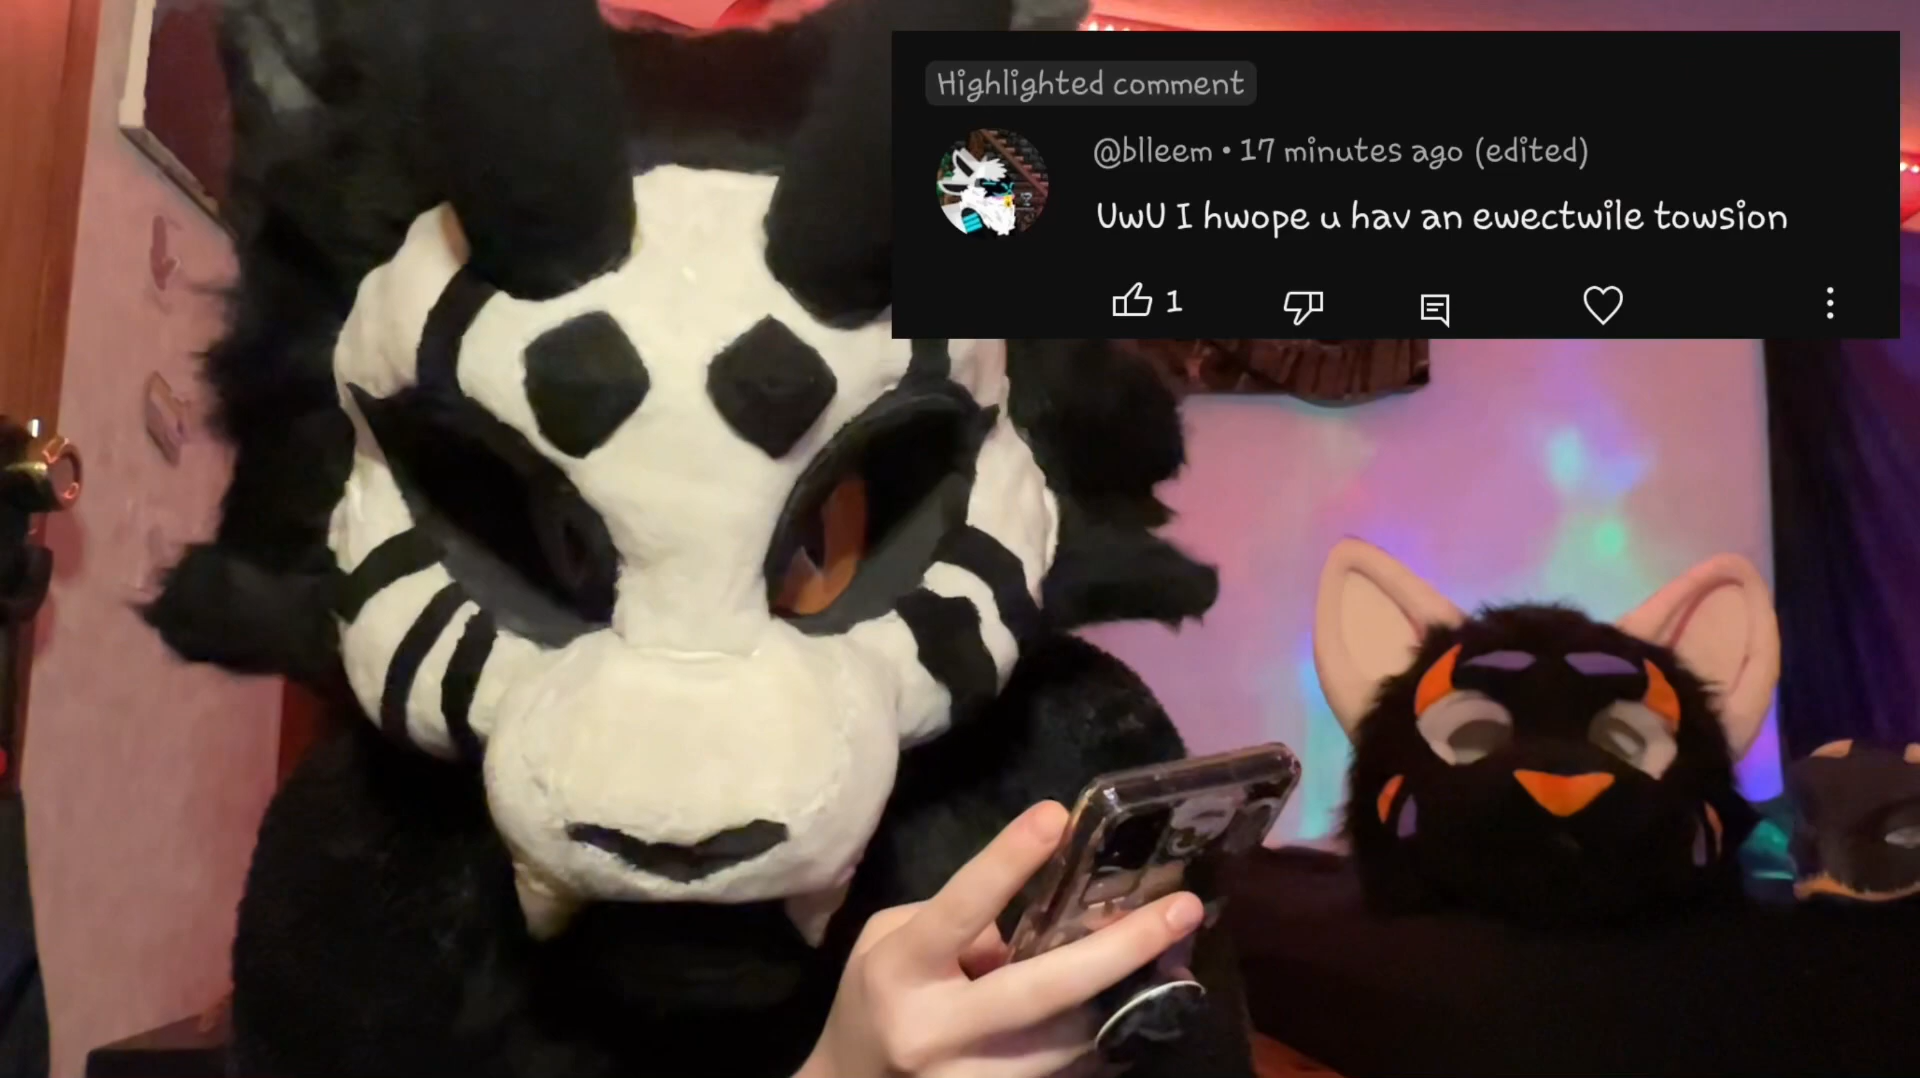 Highlighted comment
@blleem • 17 minutes ago (edited)
UwU I hwope u hav an ewectwile towsion
1